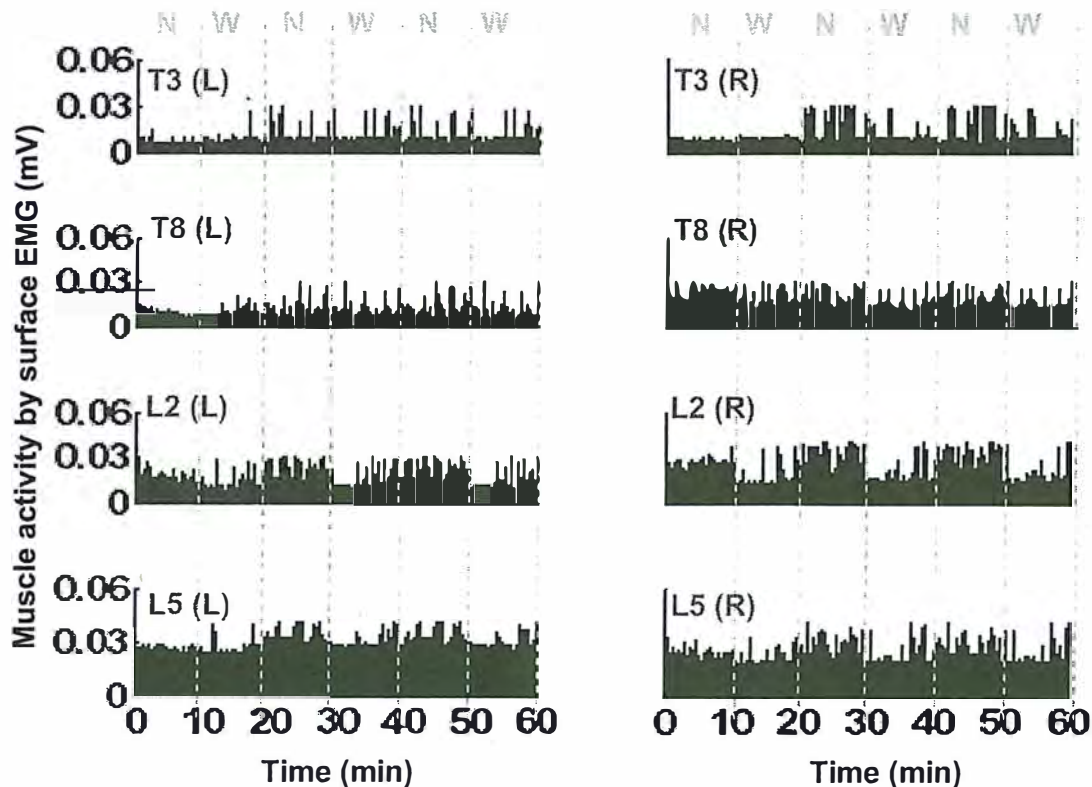 N W N W N W
N W N W N W
Muscle activity by surface EMG (mV)
0.06
0.03
0
T3 (L)
T3 (R)
0.06
0.03
0
T8 (L)
T8 (R)
0.06
0.03
0
L2 (L)
L2 (R)
0.06
0.03
0
L5 (L)
L5 (R)
0 10 20 30 40 50 60
0 10 20 30 40 50 60
Time (min)
Time (min)